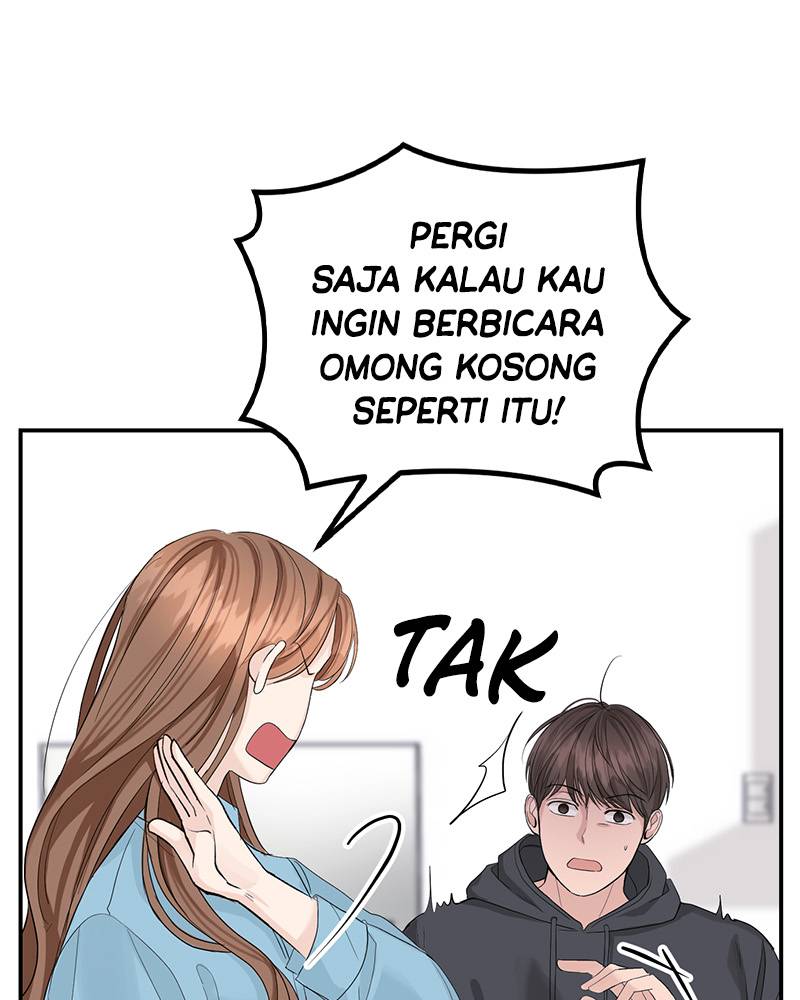 PERGI
SAJA KALAU KAU
INGIN BERBICARA
OMONG KOSONG
SEPERTI ITU!
TAK